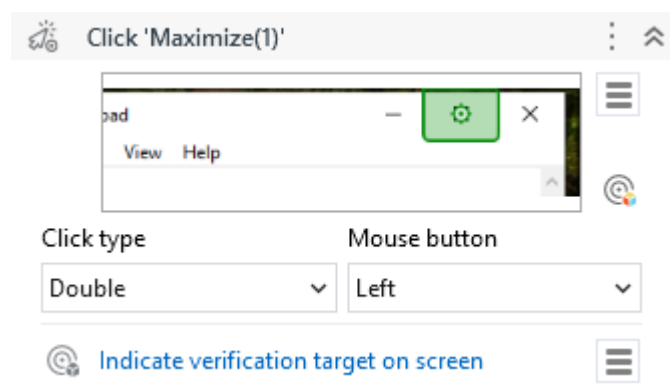 Click 'Maximize(1)'
pad
View Help
Click type
Mouse button
Double
Left
Indicate verification target on screen